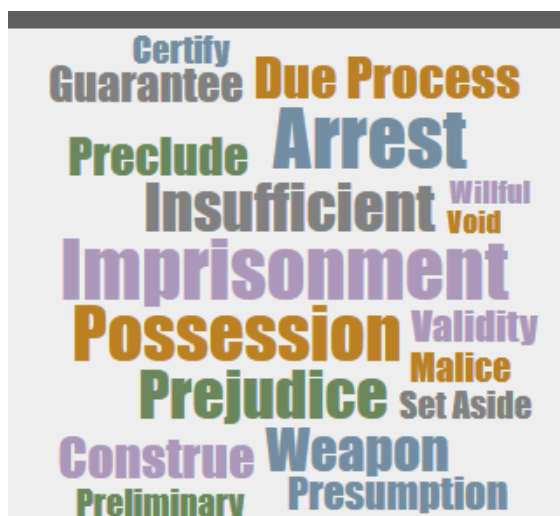 Certify
Guarantee Due Process
Arrest
Preclude
Insufficient Willful
Void
Imprisonment
Possession Validity
Malice
Prejudice Set Aside
Construe Weapon
Preliminary Presumption